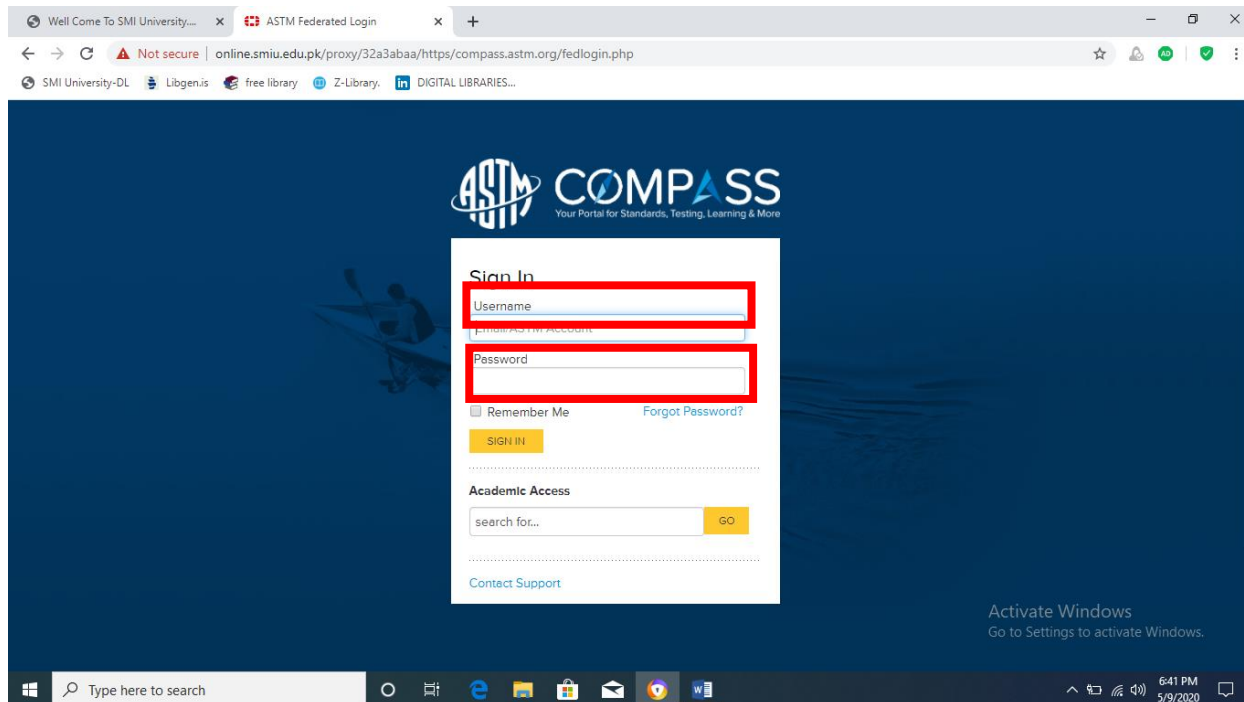 Well Come To SMI University....
ASTM Federated Login
Not secure | online.smiu.edu.pk/proxy/32a3abaa/https/compass.astm.org/fedlogin.php
SMI University-DL Libgen.is free library Z-Library. DIGITAL LIBRARIES...
ASTM COMPASS
Your Portal for Standards, Testing, Learning & More
Sign In
Username
Email/ASTM Account
Password
Remember Me Forgot Password?
SIGN IN
Academic Access
search for... GO
Contact Support
Activate Windows
Go to Settings to activate Windows.
Type here to search
6:41 PM
5/9/2020